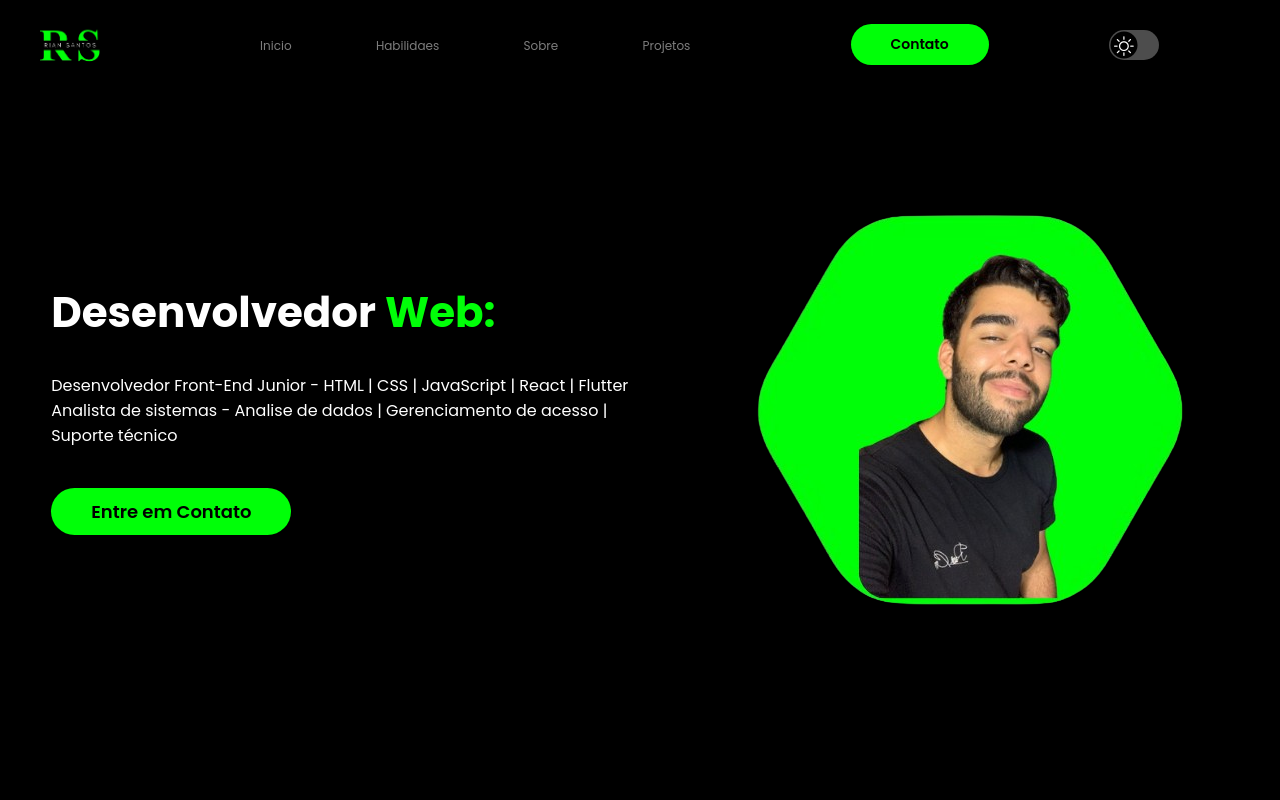 RS
RIAN SANTOS
Inicio
Habilidaes
Sobre
Projetos
Contato
Desenvolvedor Web:
Desenvolvedor Front-End Junior - HTML | CSS | JavaScript | React | Flutter
Analista de sistemas - Analise de dados | Gerenciamento de acesso |
Suporte técnico
Entre em Contato